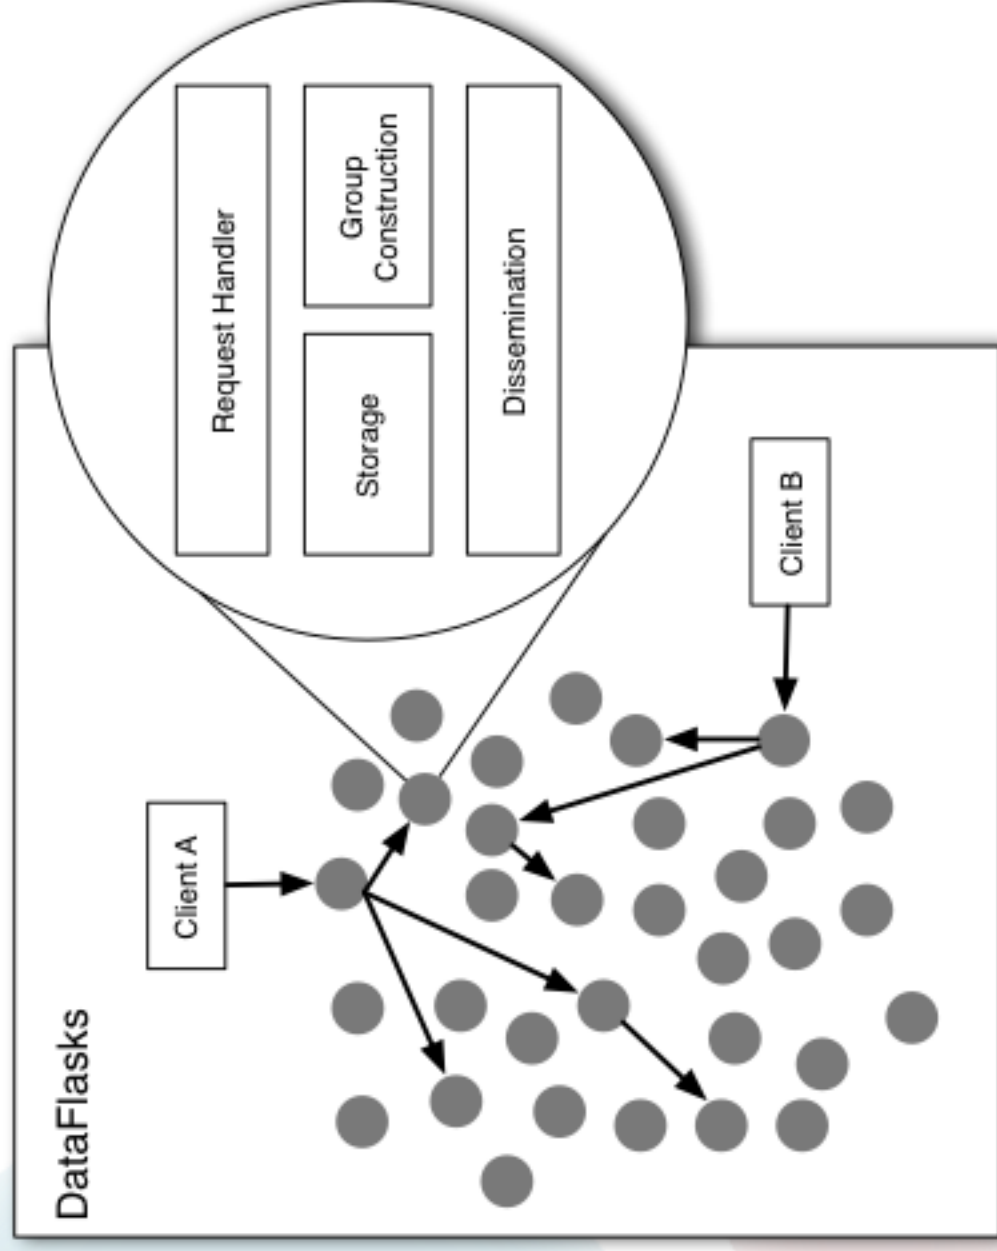 DataFlasks
Client A
Request Handler
Storage
Group
Construction
Dissemination
Client B